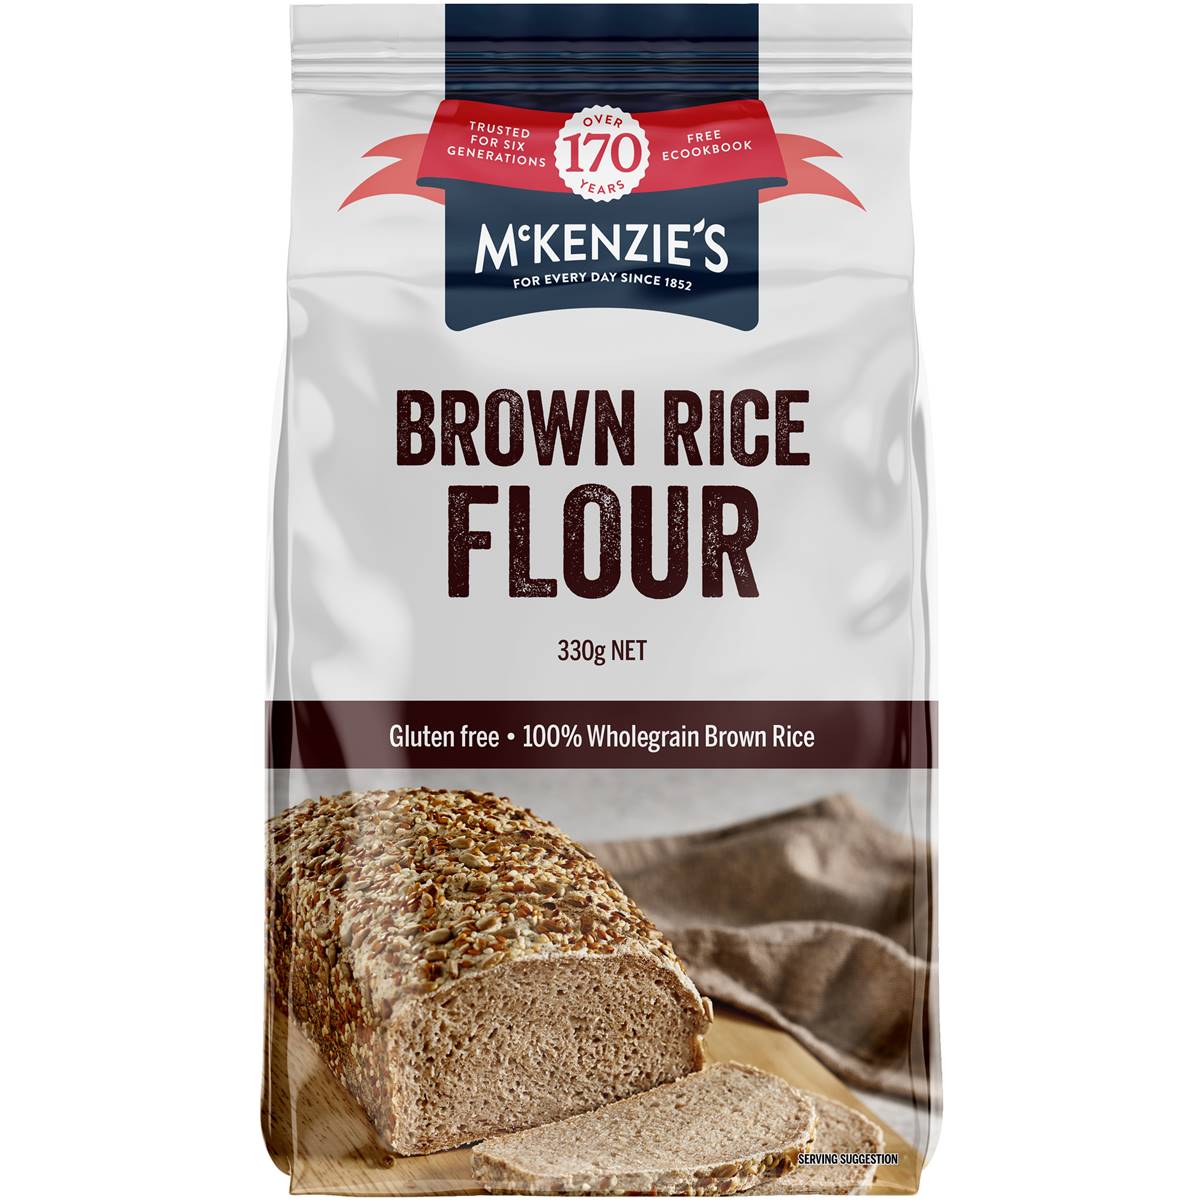 TRUSTED
FOR SIX
GENERATIONS
OVER
170
YEARS
FREE
ECOOKBOOK
McKENZIE'S
FOR EVERY DAY SINCE 1852
BROWN RICE
FLOUR
330g NET
Gluten free • 100% Wholegrain Brown Rice
SERVING SUGGESTION